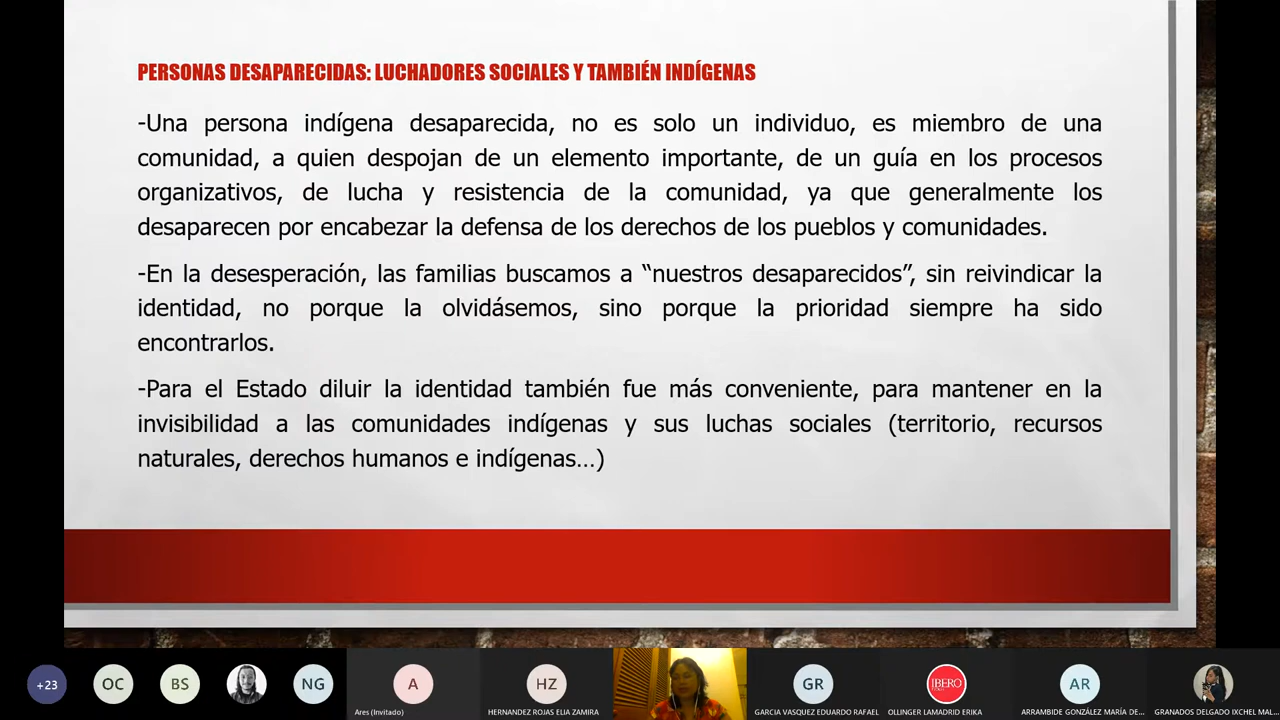 PERSONAS DESAPARECIDAS: LUCHADORES SOCIALES Y TAMBIÉN INDÍGENAS
-Una persona indígena desaparecida, no es solo un individuo, es miembro de una
comunidad, a quien despojan de un elemento importante, de un guía en los procesos
organizativos, de lucha y resistencia de la comunidad, ya que generalmente los
desaparecen por encabezar la defensa de los derechos de los pueblos y comunidades.
-En la desesperación, las familias buscamos a “nuestros desaparecidos”, sin reivindicar la
identidad, no porque la olvidásemos, sino porque la prioridad siempre ha sido
encontrarlos.
-Para el Estado diluir la identidad también fue más conveniente, para mantener en la
invisibilidad a las comunidades indígenas y sus luchas sociales (territorio, recursos
naturales, derechos humanos e indígenas...)
+23
OC
BS
NG
A
Ares (Invitado)
HZ
HERNANDEZ ROJAS ELIA ZAMIRA
GR
GARCIA VASQUEZ EDUARDO RAFAEL
IBERO
OLLINGER LAMADRID ERIKA
AR
ARRAMBIDE GONZÁLEZ MARÍA DE...
GRANADOS DELGADO IXCHEL MAL...